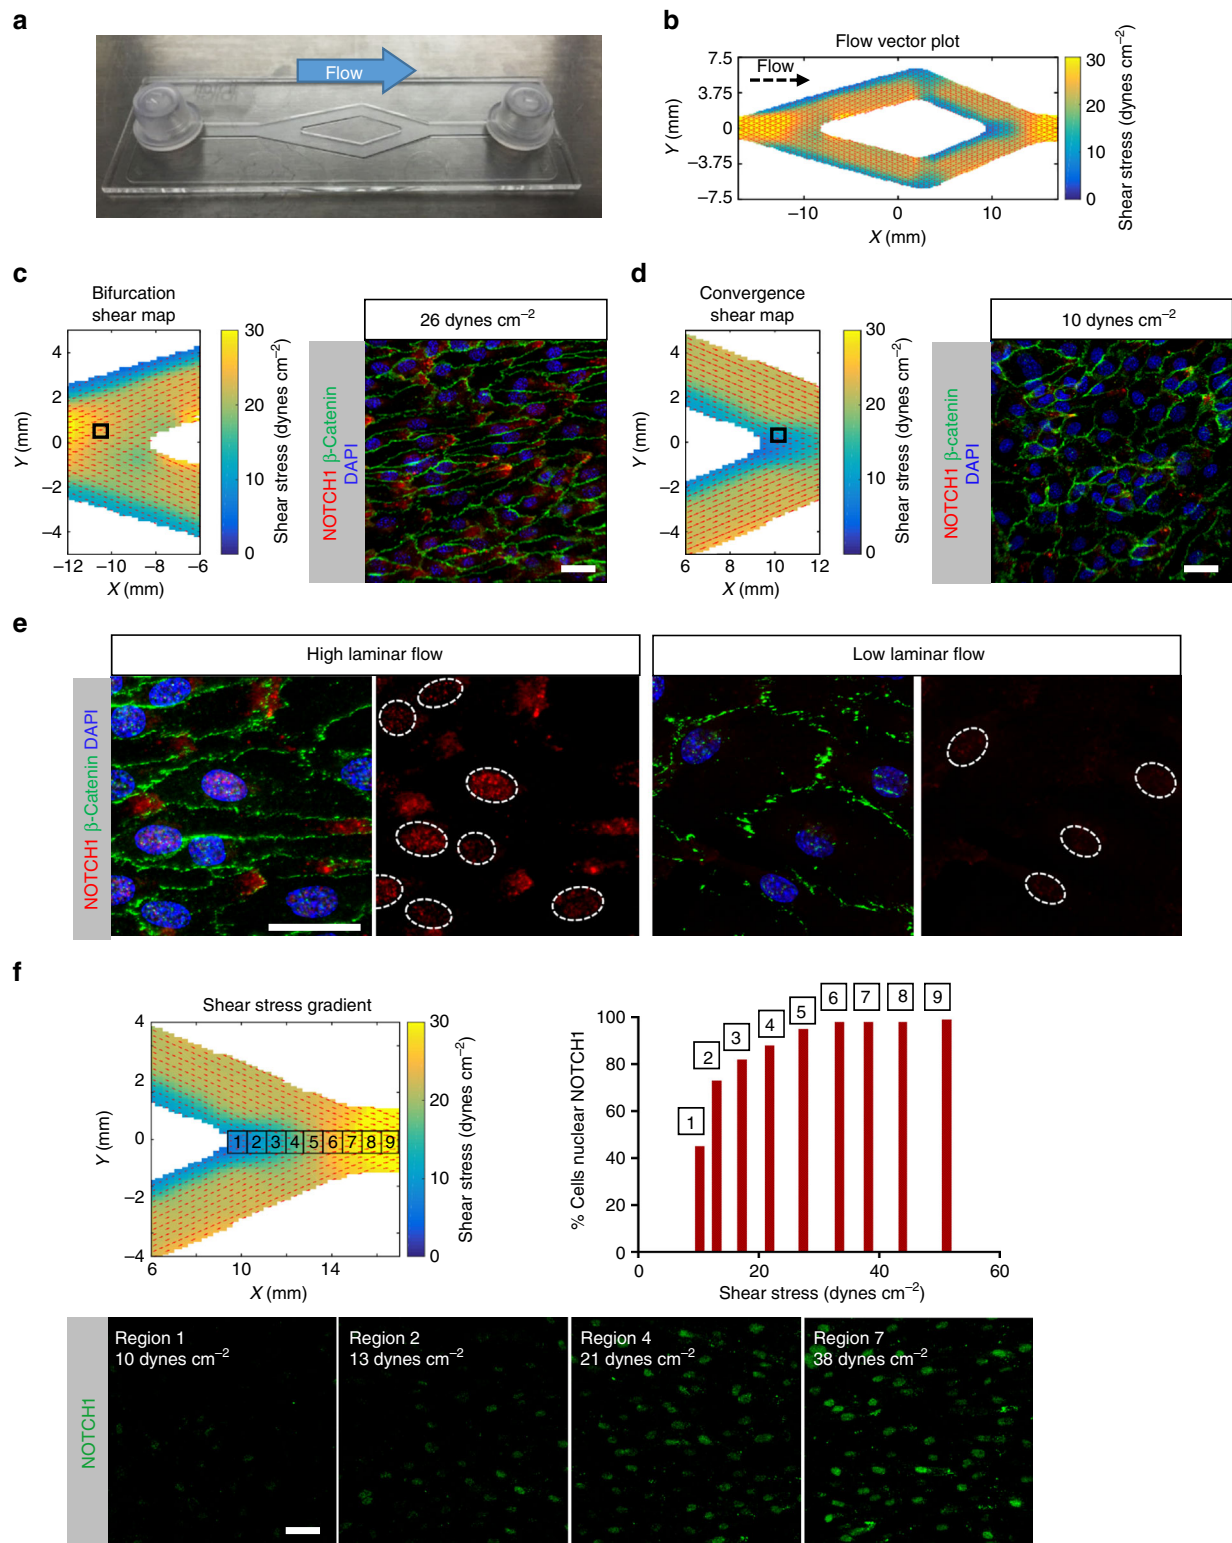 a
Flow
b
Flow vector plot
Flow
7.5
3.75
0
−3.75
−7.5
Y (mm)
−10
0
10
X (mm)
30
20
10
0
Shear stress (dynes cm−2)
c
Bifurcation
shear map
4
2
0
−2
−4
Y (mm)
−12
−10
−8
−6
X (mm)
30
20
10
0
Shear stress (dynes cm−2)
26 dynes cm−2
NOTCH1 β-Catenin
DAPI
d
Convergence
shear map
4
2
0
−2
−4
Y (mm)
6
8
10
12
X (mm)
30
20
10
0
Shear stress (dynes cm−2)
10 dynes cm−2
NOTCH1 β-catenin
DAPI
e
High laminar flow
Low laminar flow
NOTCH1 β-Catenin DAPI
f
Shear stress gradient
4
2
0
−2
−4
Y (mm)
1 2 3 4 5 6 7 8 9
6
10
14
X (mm)
30
20
10
0
Shear stress (dynes cm−2)
% Cells nuclear NOTCH1
100
80
60
40
20
0
1
2
3
4
5
6
7
8
9
0
20
40
60
Shear stress (dynes cm−2)
NOTCH1
Region 1
10 dynes cm−2
Region 2
13 dynes cm−2
Region 4
21 dynes cm−2
Region 7
38 dynes cm−2